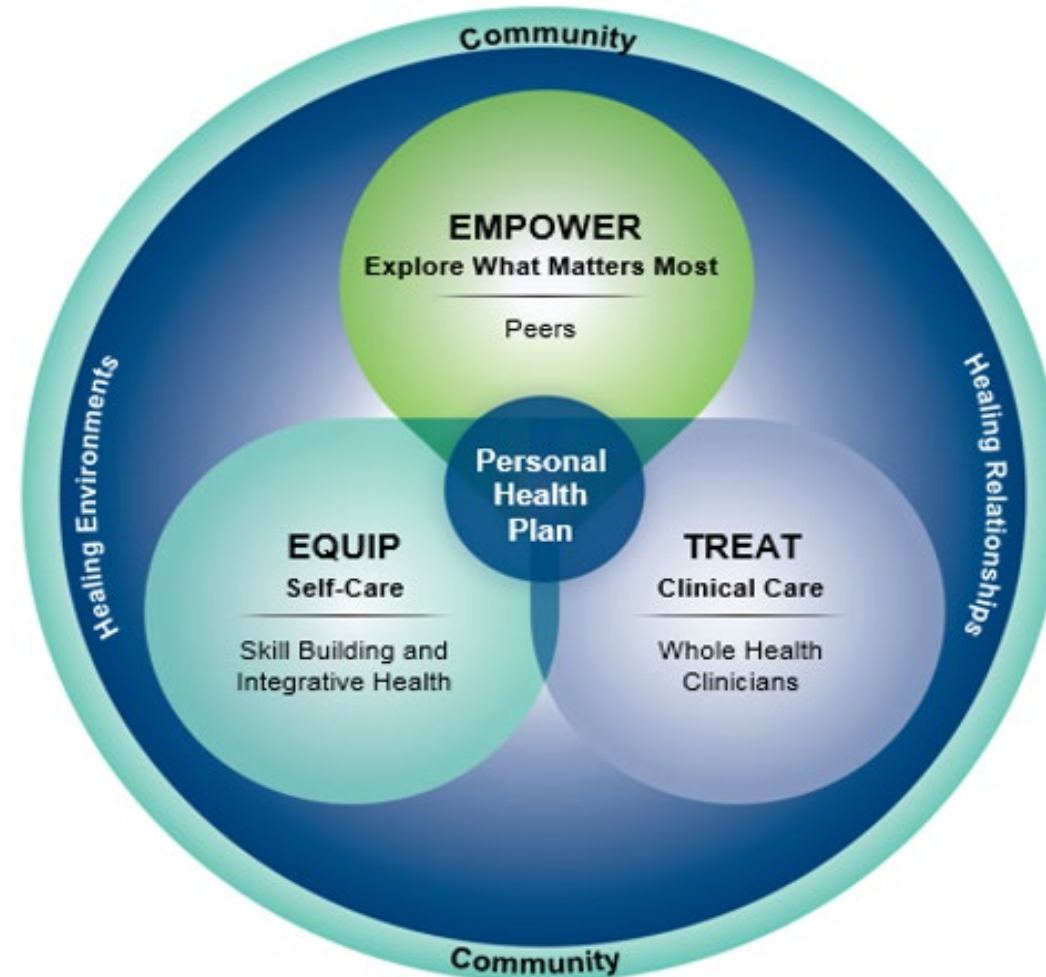 Community
EMPOWER
Explore What Matters Most
Peers
Healing Environments
Healing Relationships
Personal
Health
Plan
EQUIP
Self-Care
Skill Building and
Integrative Health
TREAT
Clinical Care
Whole Health
Clinicians
Community